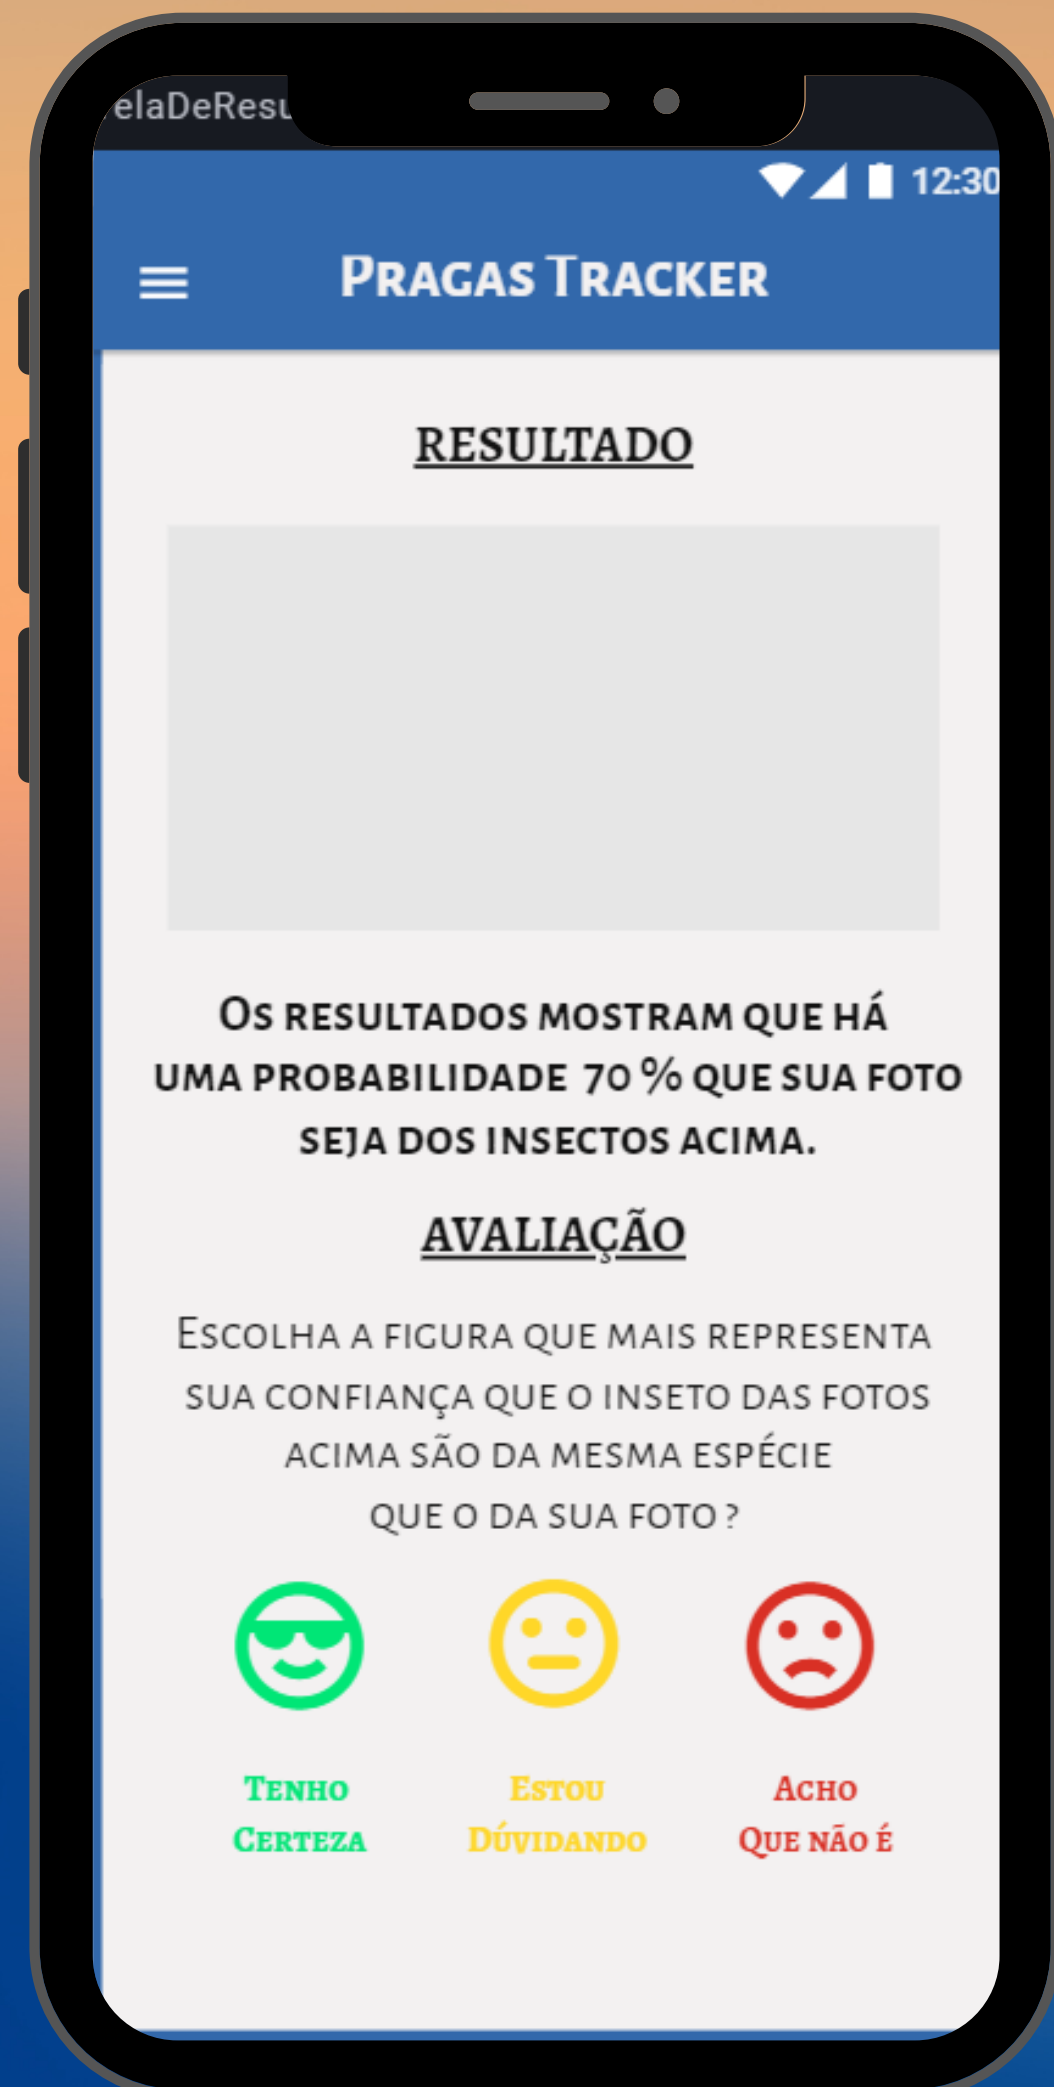 elaDeResu
12:30
PRAGAS TRACKER
RESULTADO
OS RESULTADOS MOSTRAM QUE HÁ
UMA PROBABILIDADE 70 % QUE SUA FOTO
SEJA DOS INSECTOS ACIMA.
AVALIAÇÃO
ESCOLHA A FIGURA QUE MAIS REPRESENTA
SUA CONFIANÇA QUE O INSETO DAS FOTOS
ACIMA SÃO DA MESMA ESPÉCIE
QUE O DA SUA FOTO ?
TENHO
CERTEZA
ESTOU
DÚVIDANDO
ACHO
QUE NÃO É